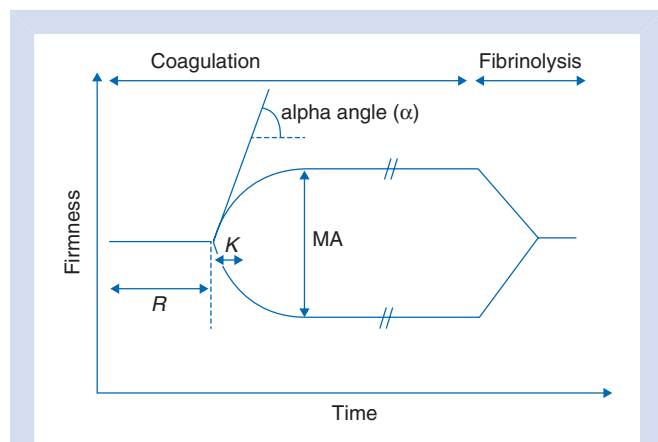 Coagulation Fibrinolysis
alpha angle (α)
Firmness
K
MA
R
Time